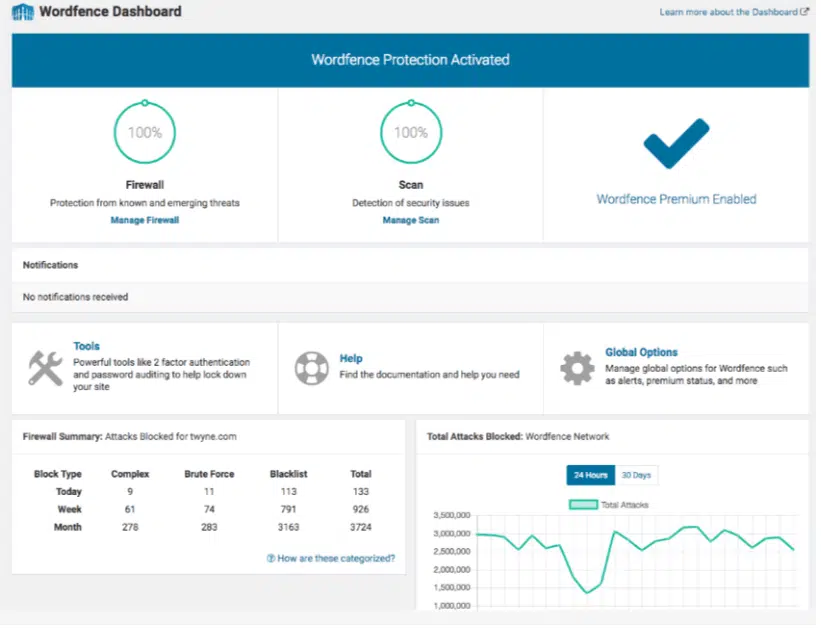 Wordfence Dashboard
Learn more about the Dashboard
Wordfence Protection Activated
100%
Firewall
Protection from known and emerging threats
Manage Firewall
100%
Scan
Detection of security issues
Manage Scan
Wordfence Premium Enabled
Notifications
No notifications received
Tools
Powerful tools like 2 factor authentication
and password auditing to help lock down
your site
Help
Find the documentation and help you need
Global Options
Manage global options for Wordfence such
as alerts, premium status, and more
Firewall Summary: Attacks Blocked for twyne.com
Block Type Complex Brute Force Blacklist Total
Today 9 11 113 133
Week 61 74 791 926
Month 278 283 3163 3724
How are these categorized?
Total Attacks Blocked: Wordfence Network
24 Hours 30 Days
Total Attacks
3,500,000
3,000,000
2,500,000
2,000,000
1,500,000
1,000,000